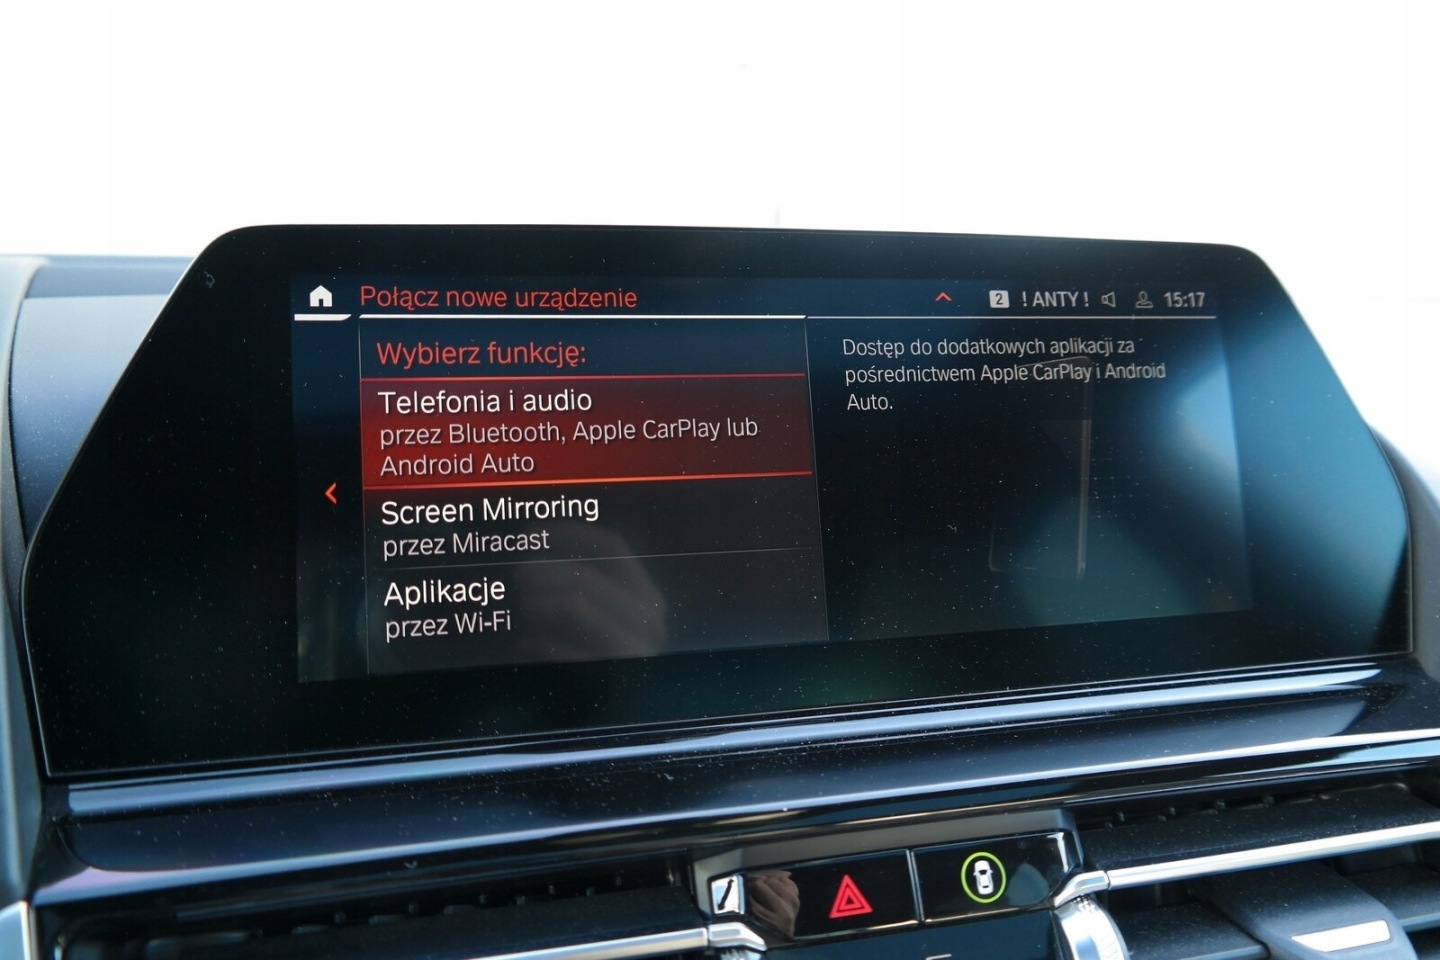 Połącz nowe urządzenie
2 ! ANTY ! 15:17
Wybierz funkcję:
Telefonia i audio
przez Bluetooth, Apple CarPlay lub
Android Auto
Screen Mirroring
przez Miracast
Aplikacje
przez Wi-Fi
Dostęp do dodatkowych aplikacji za
pośrednictwem Apple CarPlay i Android
Auto.